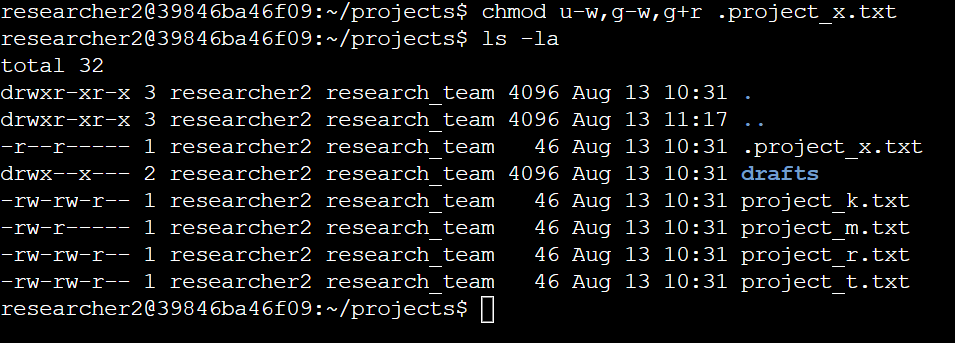 researcher2@39846ba46f09:~/projects$ chmod u-w,g-w,g+r .project_x.txt
researcher2@39846ba46f09:~/projects$ ls -la
total 32
drwxr-xr-x 3 researcher2 research_team 4096 Aug 13 10:31 .
drwxr-xr-x 3 researcher2 research_team 4096 Aug 13 11:17 ..
-r--r----- 1 researcher2 research_team   46 Aug 13 10:31 .project_x.txt
drwx--x--- 2 researcher2 research_team 4096 Aug 13 10:31 drafts
-rw-rw-r-- 1 researcher2 research_team   46 Aug 13 10:31 project_k.txt
-rw-r----- 1 researcher2 research_team   46 Aug 13 10:31 project_m.txt
-rw-rw-r-- 1 researcher2 research_team   46 Aug 13 10:31 project_r.txt
-rw-rw-r-- 1 researcher2 research_team   46 Aug 13 10:31 project_t.txt
researcher2@39846ba46f09:~/projects$